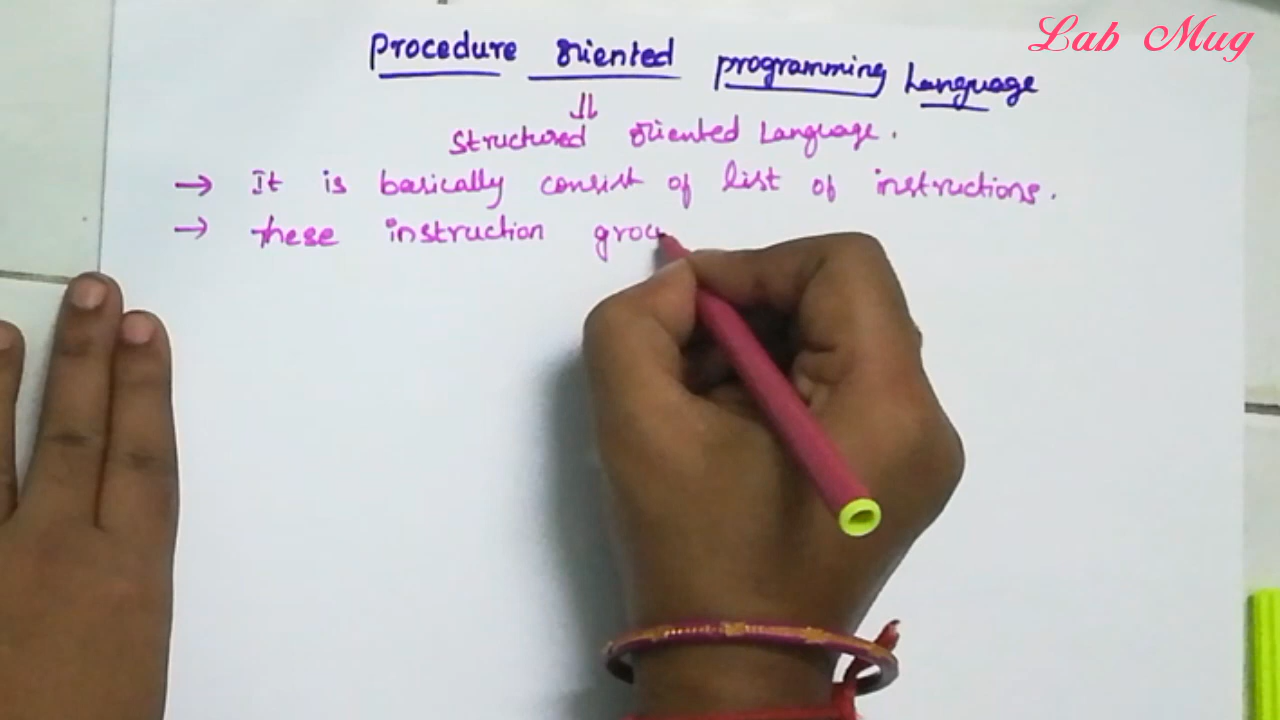 Lab Mug
Procedure oriented programming Language
⇓
Structured oriented Language.
→ It is basically consist of list of instructions.
→ these instruction grou